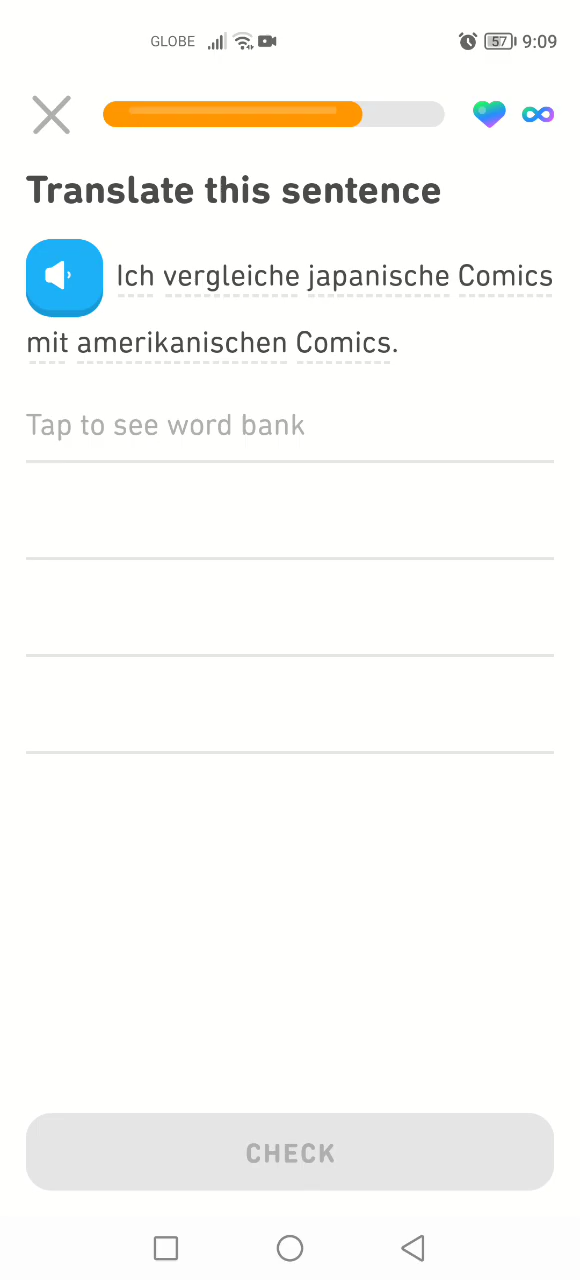 GLOBE 57 9:09
Translate this sentence
Ich vergleiche japanische Comics
mit amerikanischen Comics.
Tap to see word bank
CHECK